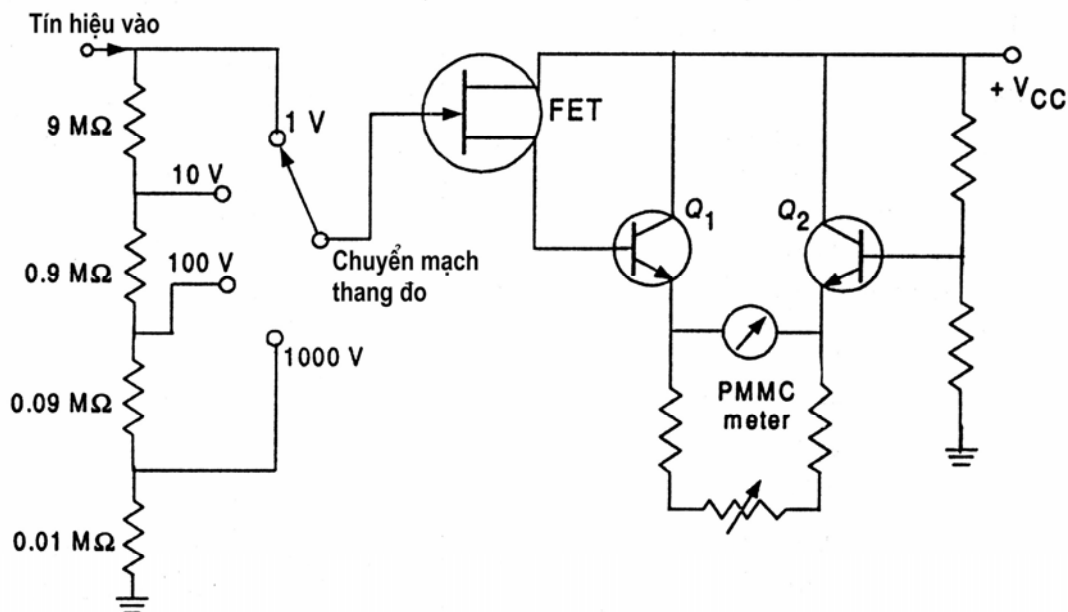 Tín hiệu vào
9 MΩ
1 V
10 V
0.9 MΩ
100 V
Chuyển mạch
thang đo
1000 V
0.09 MΩ
0.01 MΩ
FET
+ VCC
Q1
Q2
PMMC
meter